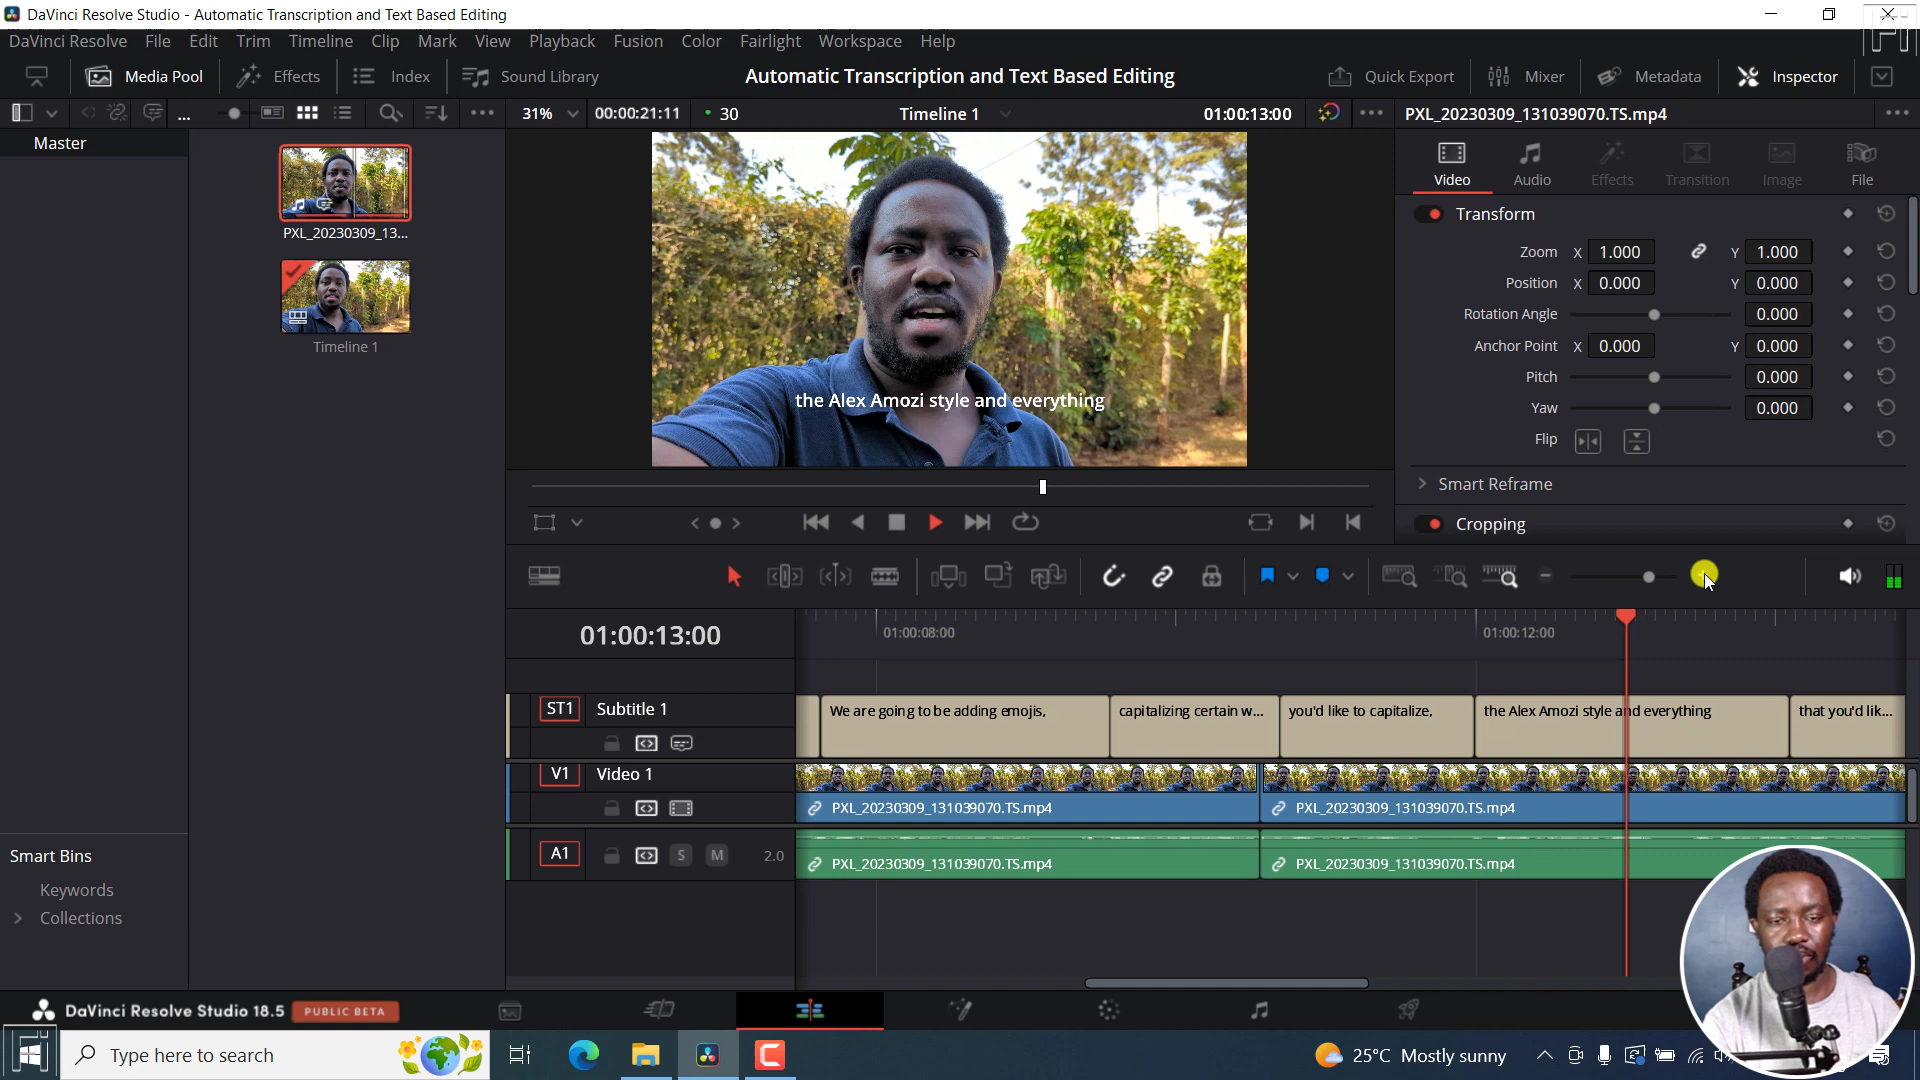 DaVinci Resolve Studio - Automatic Transcription and Text Based Editing
DaVinci Resolve File Edit Trim Timeline Clip Mark View Playback Fusion Color Fairlight Workspace Help
Media Pool Effects Index Sound Library Automatic Transcription and Text Based Editing Quick Export Mixer Metadata Inspector
... 31% 00:00:21:11 30 Timeline 1 01:00:13:00 PXL_20230309_131039070.TS.mp4
Master
Video Audio Effects Transition Image File
PXL_20230309_13...
Timeline 1
the Alex Amozi style and everything
Transform
Zoom X 1.000 Y 1.000
Position X 0.000 Y 0.000
Rotation Angle 0.000
Anchor Point X 0.000 Y 0.000
Pitch 0.000
Yaw 0.000
Flip
Smart Reframe
Cropping
01:00:13:00 01:00:08:00 01:00:12:00
ST1 Subtitle 1 We are going to be adding emojis, capitalizing certain w... you'd like to capitalize, the Alex Amozi style and everything that you'd lik...
V1 Video 1
PXL_20230309_131039070.TS.mp4 PXL_20230309_131039070.TS.mp4
A1 S M 2.0 PXL_20230309_131039070.TS.mp4 PXL_20230309_131039070.TS.mp4
Smart Bins
Keywords
Collections
DaVinci Resolve Studio 18.5 PUBLIC BETA
Type here to search 25°C Mostly sunny